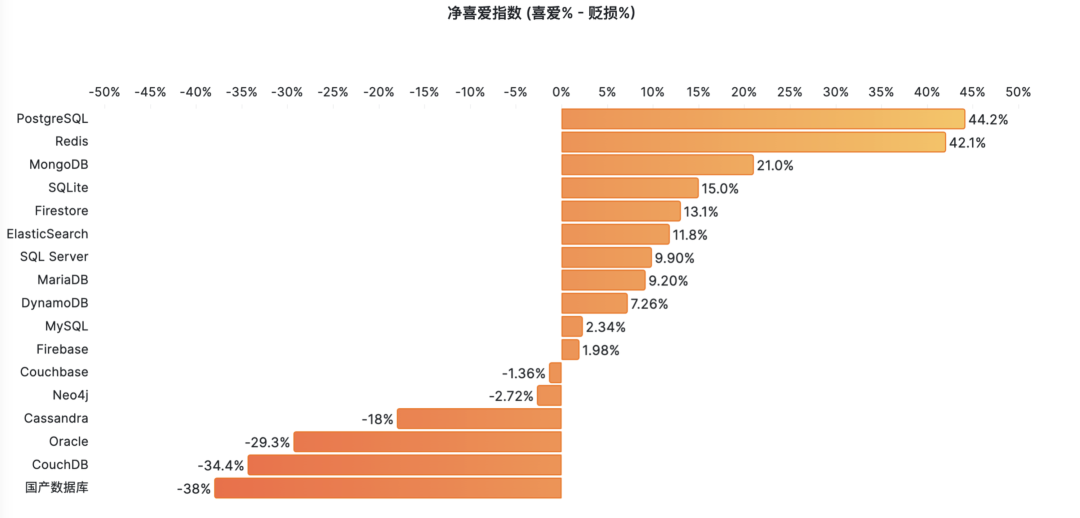 净喜爱指数 (喜爱% - 贬损%)
-50% -45% -40% -35% -30% -25% -20% -15% -10% -5% 0% 5% 10% 15% 20% 25% 30% 35% 40% 45% 50%
PostgreSQL 44.2%
Redis 42.1%
MongoDB 21.0%
SQLite 15.0%
Firestore 13.1%
ElasticSearch 11.8%
SQL Server 9.90%
MariaDB 9.20%
DynamoDB 7.26%
MySQL 2.34%
Firebase 1.98%
Couchbase -1.36%
Neo4j -2.72%
Cassandra -18%
Oracle -29.3%
CouchDB -34.4%
国产数据库 -38%